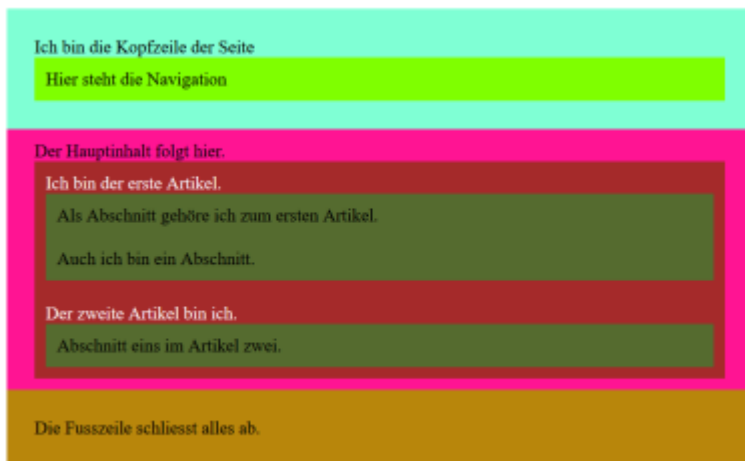 Ich bin die Kopfzeile der Seite
Hier steht die Navigation
Der Hauptinhalt folgt hier.
Ich bin der erste Artikel.
Als Abschnitt gehöre ich zum ersten Artikel.
Auch ich bin ein Abschnitt.
Der zweite Artikel bin ich.
Abschnitt eins im Artikel zwei.
Die Fusszeile schliesst alles ab.